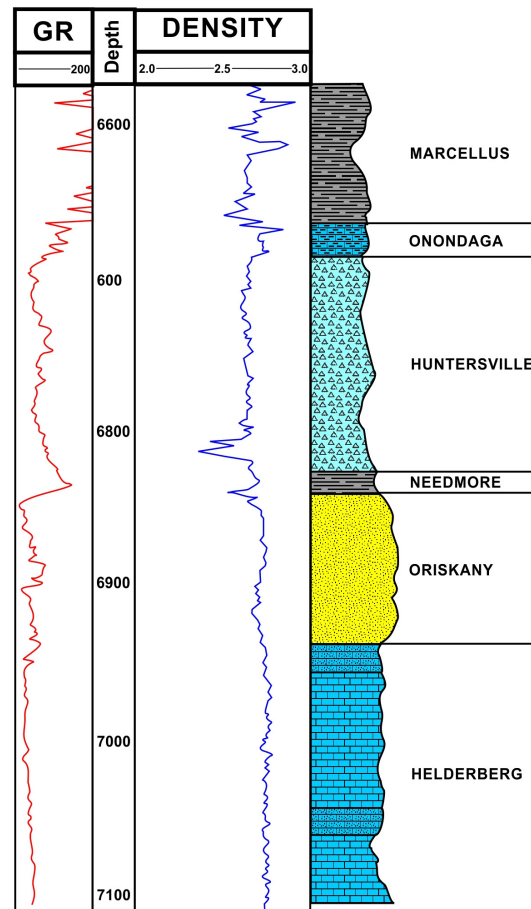 GR
Depth
DENSITY
200
2.0 2.5 3.0
6600
MARCELLUS
ONONDAGA
600
HUNTERSVILLE
6800
NEEDMORE
ORISKANY
6900
7000
HELDERBERG
7100